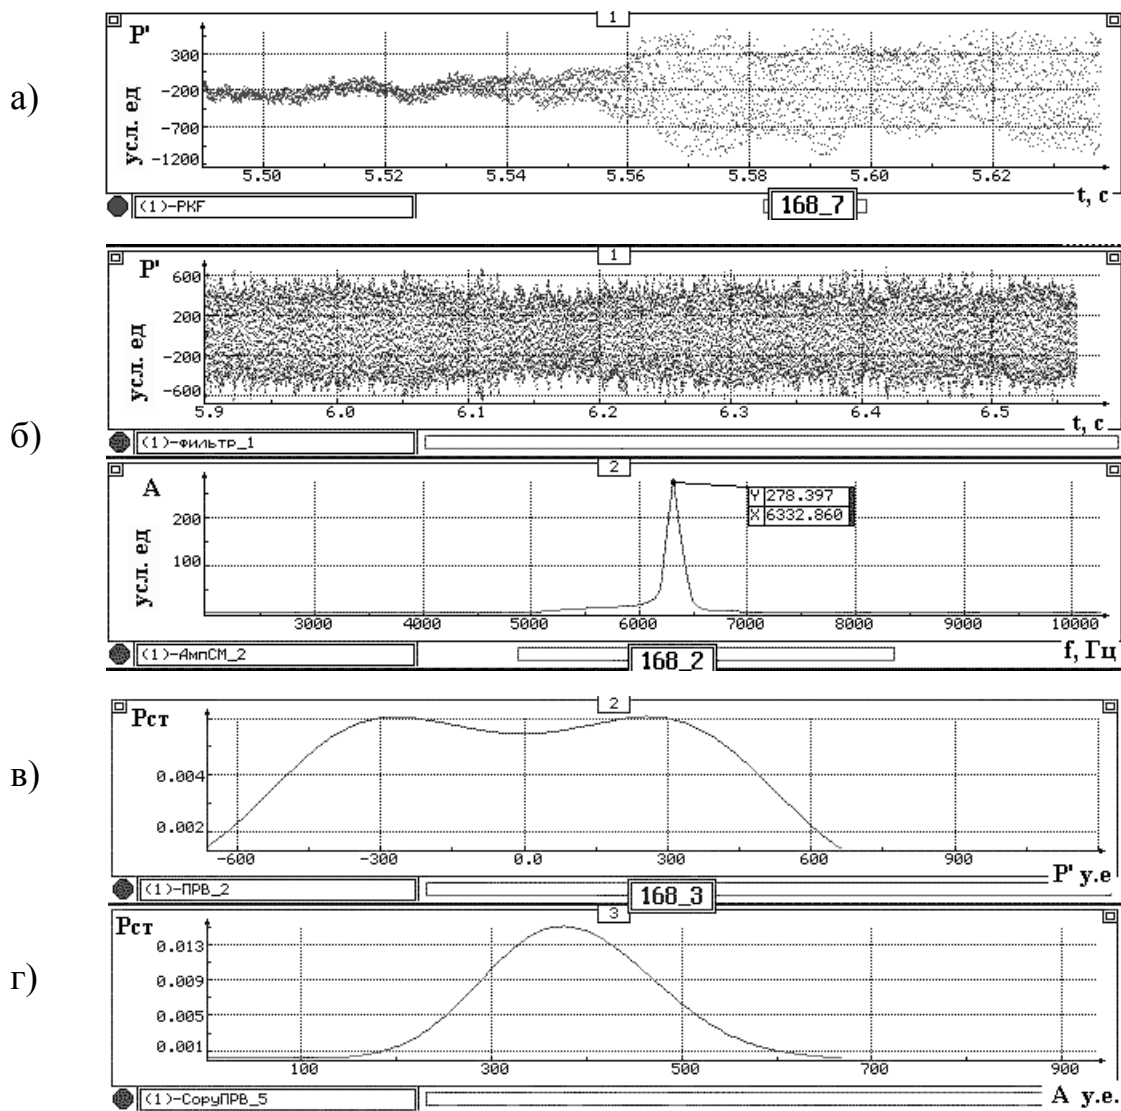 а)
1
P'
усл. ед
300
-200
-700
-1200
5.50 5.52 5.54 5.56 5.58 5.60 5.62
t, с
(1)-PKF
168_7
б)
1
P'
усл. ед
600
200
-200
-600
5.9 6.0 6.1 6.2 6.3 6.4 6.5
t, с
(1)-Фильтр_1
2
A
усл. ед
200
100
Y 278.397
X 6332.860
3000 4000 5000 6000 7000 8000 9000 10000
f, Гц
(1)-АмпСМ_2
168_2
в)
2
Рст
0.004
0.002
-600 -300 0.0 300 600 900
P' у.е
(1)-ПРВ_2
168_3
г)
3
Рст
0.013
0.009
0.005
0.001
100 300 500 700 900
А у.е.
(1)-CopyПРВ_5